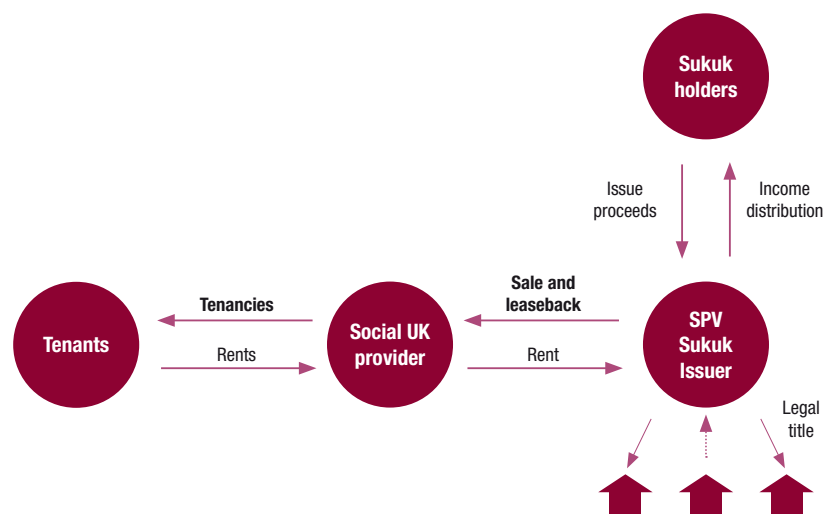 Sukuk
holders
Issue
proceeds
Income
distribution
Sale and
leaseback
Tenancies
Tenants
Social UK
provider
SPV
Sukuk
Issuer
Rents
Rent
Legal
title